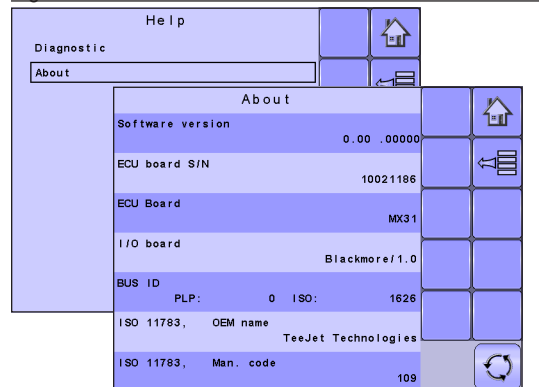 Help
Diagnostic
About
About
Software version
0.00 .00000
ECU board S/N
10021186
ECU Board
MX31
I/O board
Blackmore/1.0
BUS ID
PLP: 0 ISO: 1626
ISO 11783, OEM name
TeeJet Technologies
ISO 11783, Man. code
109